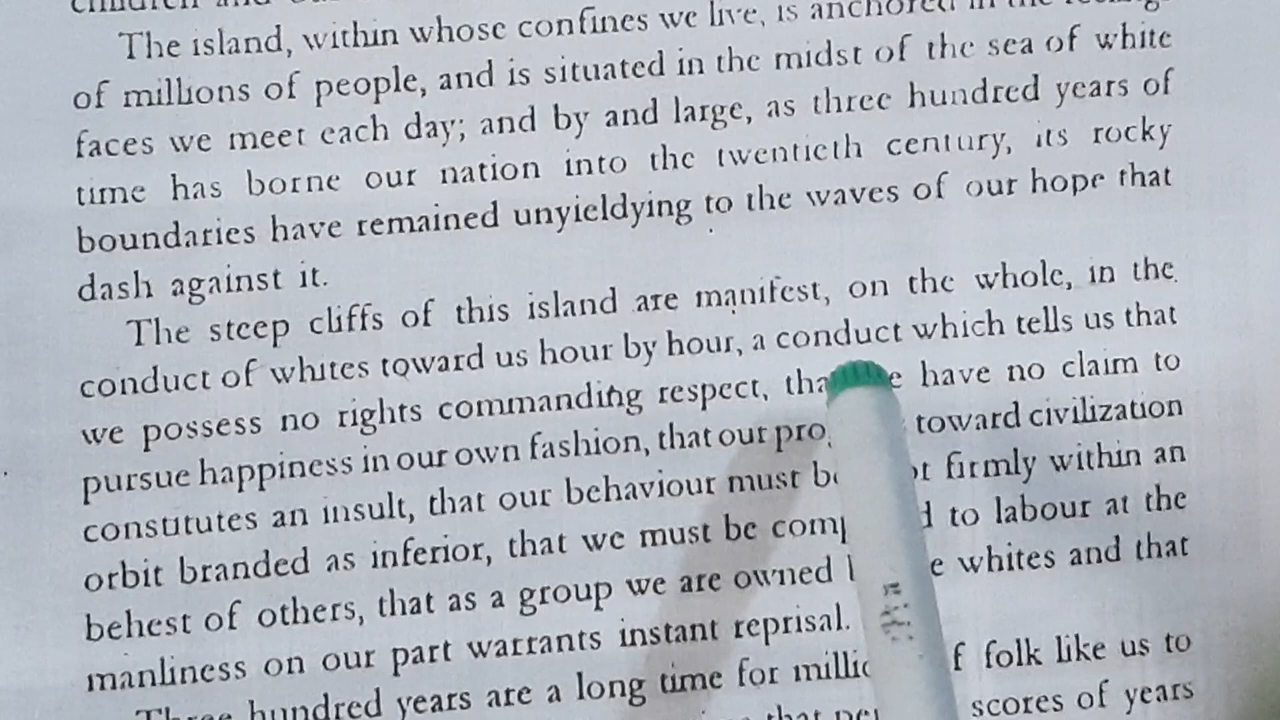 children and
The island, within whose confines we live, is anchored in the feelings
of millions of people, and is situated in the midst of the sea of white
faces we meet each day; and by and large, as three hundred years of
time has borne our nation into the twentieth century, its rocky
boundaries have remained unyieldying to the waves of our hope that
dash against it.
The steep cliffs of this island are manifest, on the whole, in the
conduct of whites toward us hour by hour, a conduct which tells us that
we possess no rights commanding respect, that we have no claim to
pursue happiness in our own fashion, that our toward civilization
constitutes an insult, that our behaviour must be firmly within an
orbit branded as inferior, that we must be to labour at the
behest of others, that as a group we are owned whites and that
manliness on our part warrants instant reprisal.
Three hundred years are a long time for millions of folk like us to
that scores of years